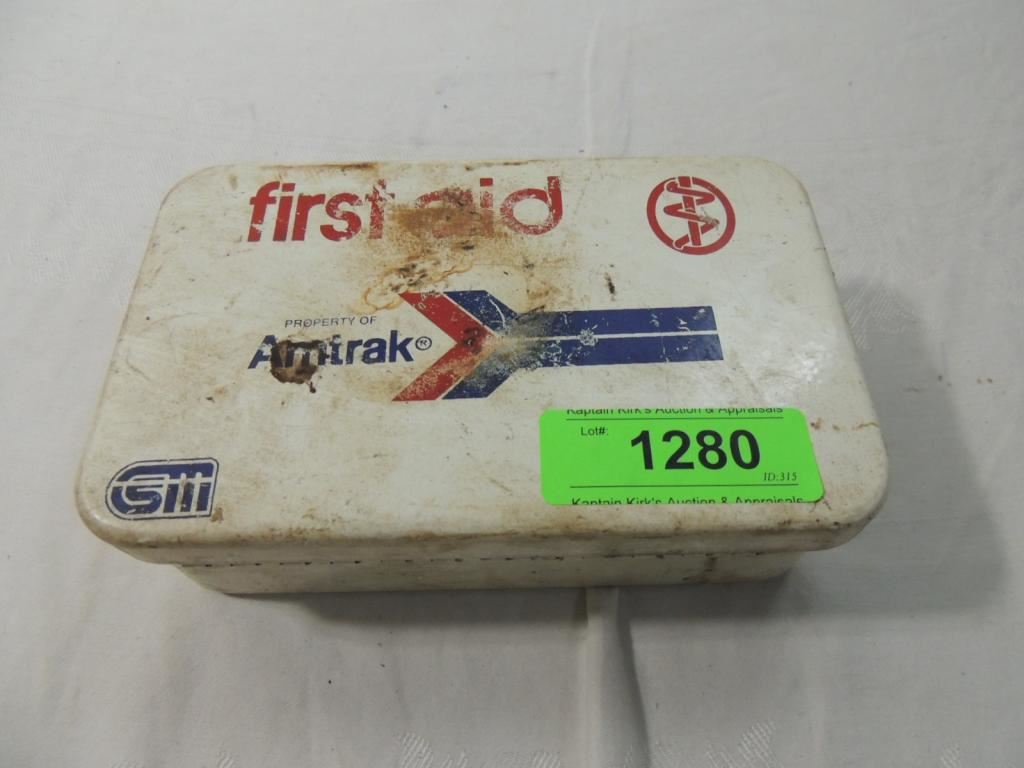 first aid
PROPERTY OF
Amtrak®
Kaptain Kirk's Auction & Appraisals
Lot#: 1280
ID:315
Kaptain Kirk's Auction & Appraisals